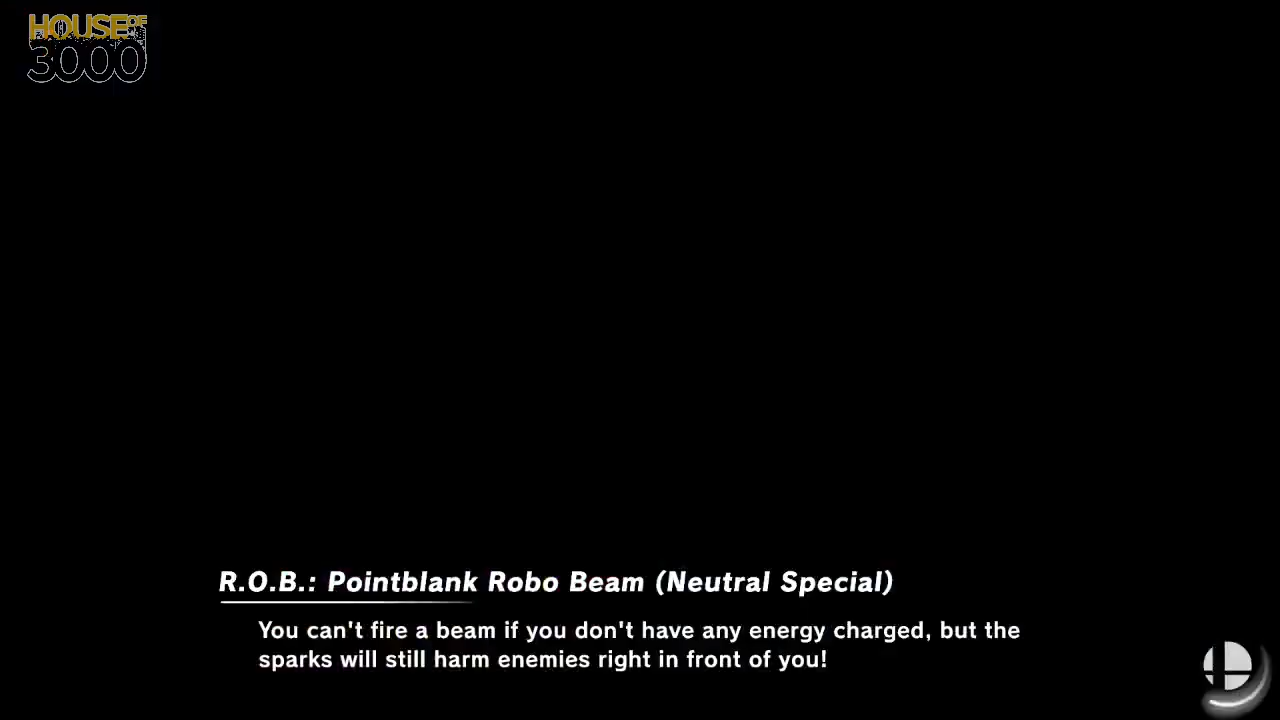 HOUSE OF
3000
R.O.B.: Pointblank Robo Beam (Neutral Special)
You can't fire a beam if you don't have any energy charged, but the
sparks will still harm enemies right in front of you!